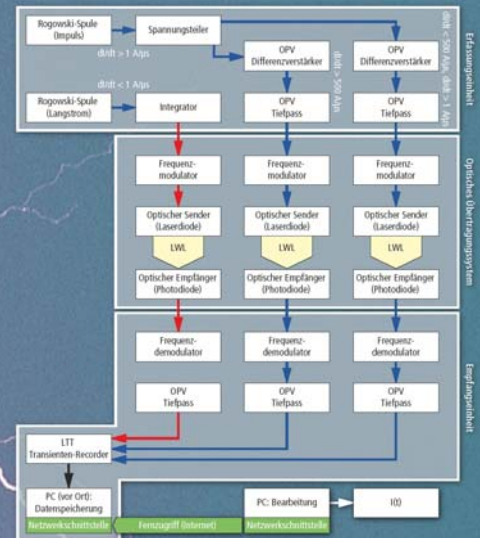 Rogowski-Spule
(Impuls)
Spannungsteiler
dI/dt > 1 A/µs
OPV
Differenzverstärker
OPV
Differenzverstärker
dI/dt < 1 A/µs
dI/dt > 500 A/µs
dI/dt < 500 A/µs, dI/dt > 1 A/µs
Erfassungseinheit
Rogowski-Spule
(Langstrom)
Integrator
OPV
Tiefpass
OPV
Tiefpass
Frequenz-
modulator
Frequenz-
modulator
Frequenz-
modulator
Optischer Sender
(Laserdiode)
Optischer Sender
(Laserdiode)
Optischer Sender
(Laserdiode)
LWL
LWL
LWL
Optischer Empfänger
(Photodiode)
Optischer Empfänger
(Photodiode)
Optischer Empfänger
(Photodiode)
Optisches Übertragungssystem
Frequenz-
demodulator
Frequenz-
demodulator
Frequenz-
demodulator
OPV
Tiefpass
OPV
Tiefpass
OPV
Tiefpass
Empfangseinheit
LTT
Transienten-Recorder
PC (vor Ort):
Datenspeicherung
Netzwerkschnittstelle
Fernzugriff (Internet)
PC: Bearbeitung
Netzwerkschnittstelle
I(t)